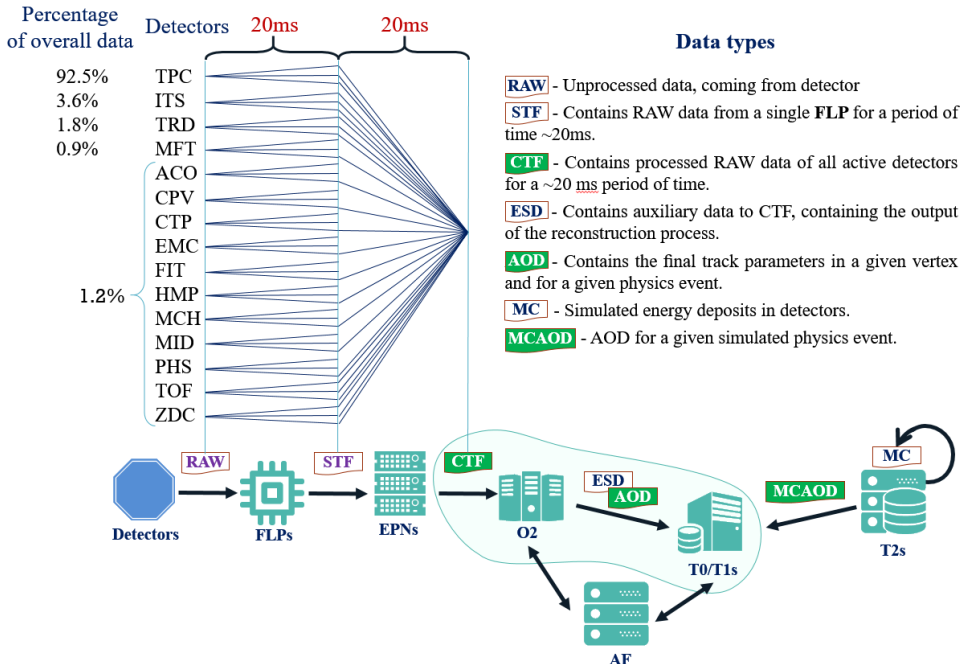 Percentage
of overall data
Detectors
20ms
20ms
92.5%
TPC
3.6%
ITS
1.8%
TRD
0.9%
MFT
ACO
CPV
CTP
EMC
FIT
1.2%
HMP
MCH
MID
PHS
TOF
ZDC
Data types
RAW - Unprocessed data, coming from detector
STF - Contains RAW data from a single FLP for a period of
time ~20ms.
CTF - Contains processed RAW data of all active detectors
for a ~20 ms period of time.
ESD - Contains auxiliary data to CTF, containing the output
of the reconstruction process.
AOD - Contains the final track parameters in a given vertex
and for a given physics event.
MC - Simulated energy deposits in detectors.
MCAOD - AOD for a given simulated physics event.
RAW
STF
CTF
ESD
AOD
MCAOD
MC
Detectors
FLPs
EPNs
O2
T0/T1s
T2s
AF